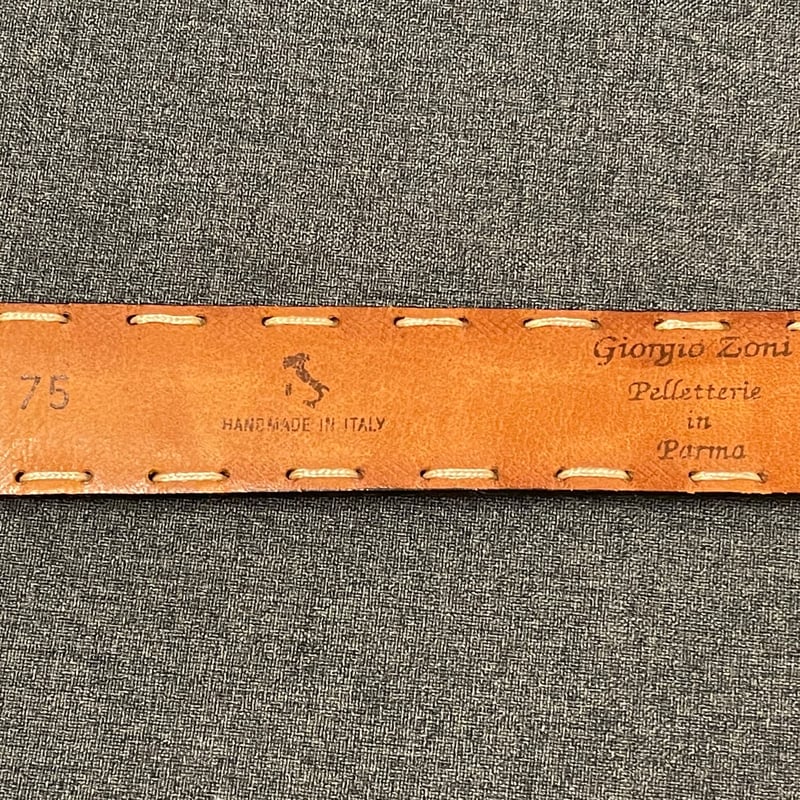 75
HANDMADE IN ITALY
Giorgio Zoni
Pelletterie
in
Parma